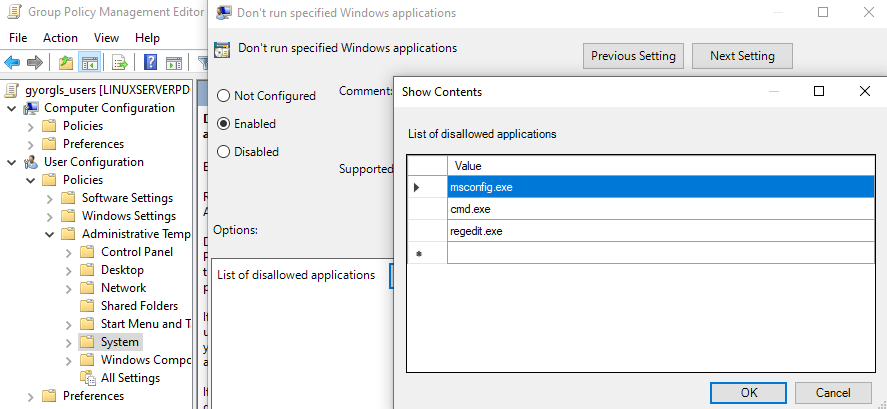 Group Policy Management Editor
File Action View Help
gyorgls_users [LINUXSERVERPD
Computer Configuration
Policies
Preferences
User Configuration
Policies
Software Settings
Windows Settings
Administrative Temp
Control Panel
Desktop
Network
Shared Folders
Start Menu and T
System
Windows Compo
All Settings
Preferences
Don't run specified Windows applications
Don't run specified Windows applications
Previous Setting
Next Setting
Not Configured
Enabled
Disabled
Comment:
Supported
Options:
List of disallowed applications
Show Contents
List of disallowed applications
Value
msconfig.exe
cmd.exe
regedit.exe
OK
Cancel